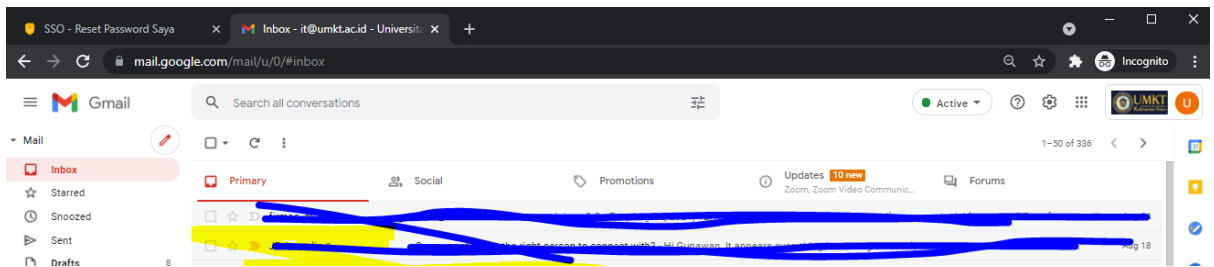 SSO - Reset Password Saya
Inbox - it@umkt.ac.id - Universita
mail.google.com/mail/u/0/#inbox
Incognito
Gmail
Search all conversations
Active
UMKT
U
Mail
1–50 of 336
Inbox
Primary
Social
Promotions
Updates 10 new
Zoom, Zoom Video Communic...
Forums
Starred
Snoozed
Sent
the right person to connect with? - Hi Gunawan, It appears
Aug 18
Drafts 8